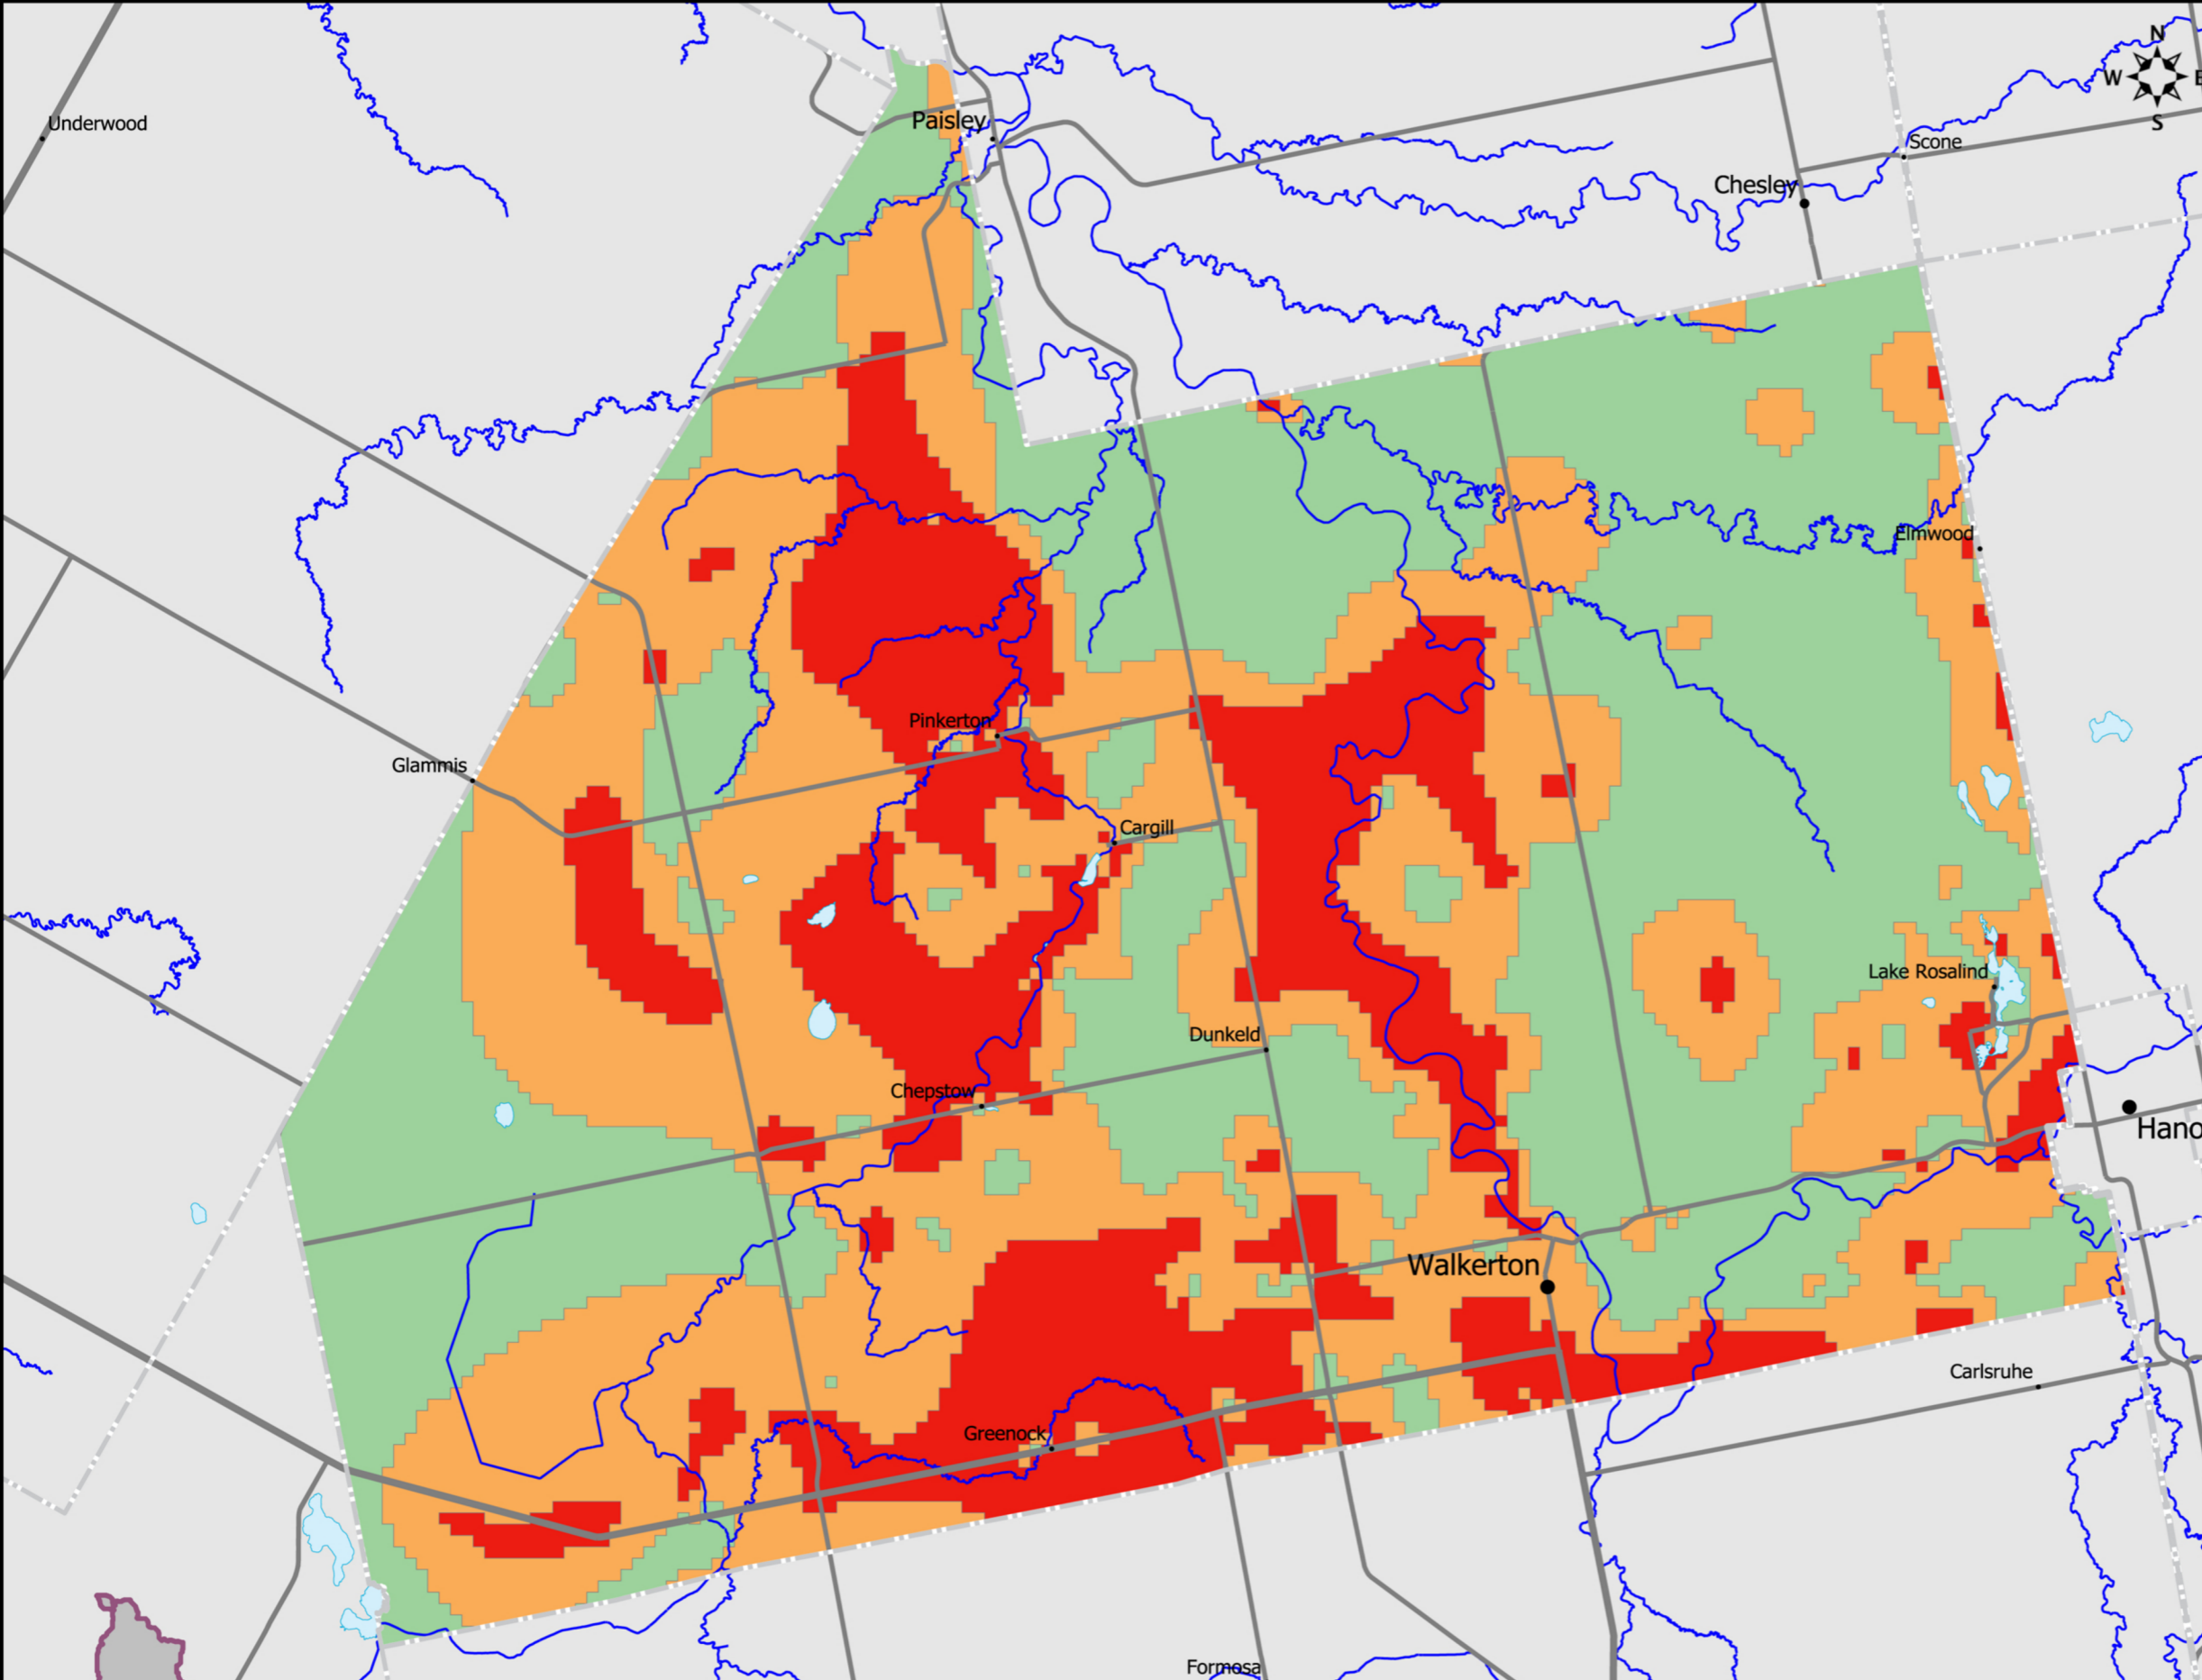 N
W E
S
Underwood
Paisley
Scone
Chesley
Elmwood
Pinkerton
Glammis
Cargill
Lake Rosalind
Dunkeld
Chepstow
Hano
Walkerton
Carlsruhe
Greenock
Formosa